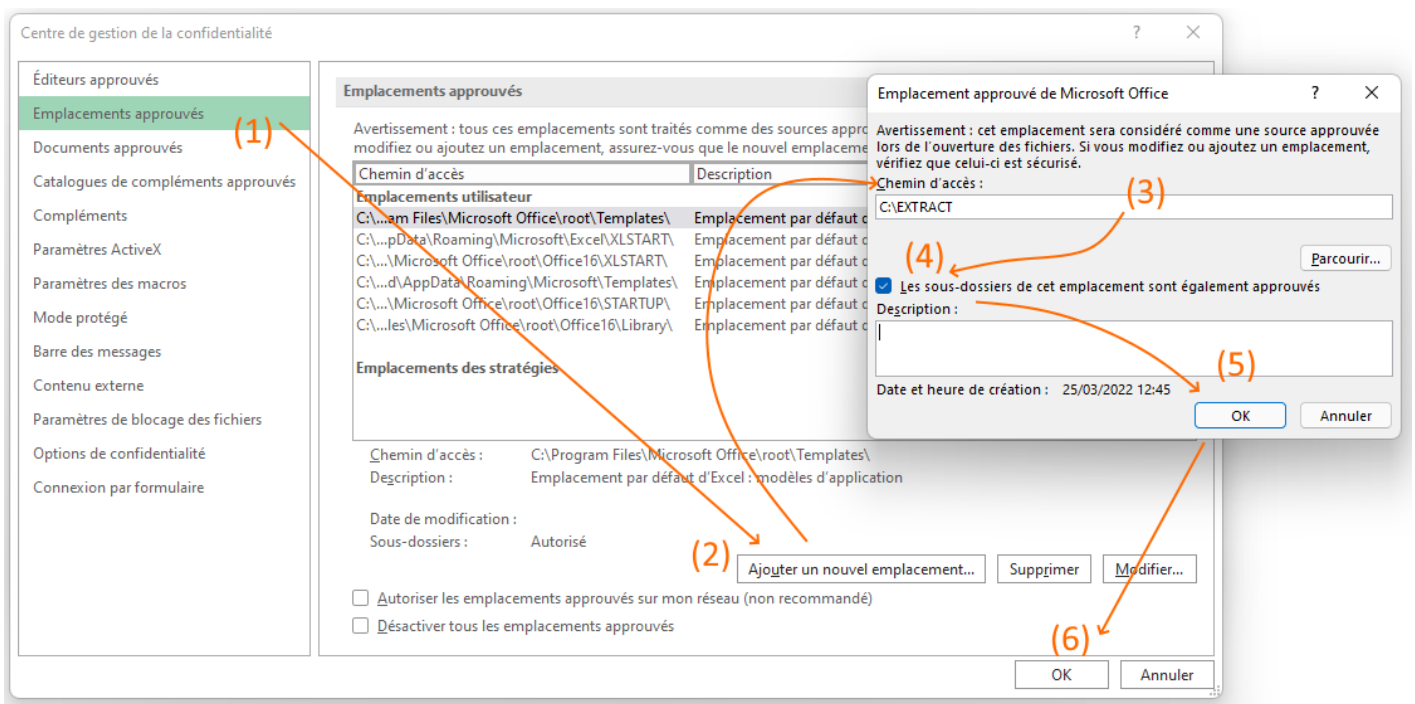 Centre de gestion de la confidentialité
?
Éditeurs approuvés
Emplacements approuvés
Documents approuvés
Catalogues de compléments approuvés
Compléments
Paramètres ActiveX
Paramètres des macros
Mode protégé
Barre des messages
Contenu externe
Paramètres de blocage des fichiers
Options de confidentialité
Connexion par formulaire
(1)
Emplacements approuvés
Avertissement : tous ces emplacements sont traités comme des sources appr
modifiez ou ajoutez un emplacement, assurez-vous que le nouvel emplaceme
Chemin d'accès Description
Emplacements utilisateur
C:\...am Files\Microsoft Office\root\Templates\ Emplacement par défaut d
C:\...pData\Roaming\Microsoft\Excel\XLSTART\ Emplacement par défaut d
C:\...\Microsoft Office\root\Office16\XLSTART\ Emplacement par défaut d
C:\...d\AppData\Roaming\Microsoft\Templates\ Emplacement par défaut d
C:\...\Microsoft Office\root\Office16\STARTUP\ Emplacement par défaut d
C:\...les\Microsoft Office\root\Office16\Library\ Emplacement par défaut d
Emplacements des stratégies
Chemin d'accès : C:\Program Files\Microsoft Office\root\Templates\
Description : Emplacement par défaut d'Excel : modèles d'application
Date de modification :
Sous-dossiers : Autorisé
(2)
Ajouter un nouvel emplacement... Supprimer Modifier...
Autoriser les emplacements approuvés sur mon réseau (non recommandé)
Désactiver tous les emplacements approuvés
(6)
OK Annuler
Emplacement approuvé de Microsoft Office ?
Avertissement : cet emplacement sera considéré comme une source approuvée
lors de l'ouverture des fichiers. Si vous modifiez ou ajoutez un emplacement,
vérifiez que celui-ci est sécurisé.
Chemin d'accès :
(3)
C:\EXTRACT
(4)
Parcourir...
Les sous-dossiers de cet emplacement sont également approuvés
Description :
(5)
Date et heure de création : 25/03/2022 12:45
OK Annuler